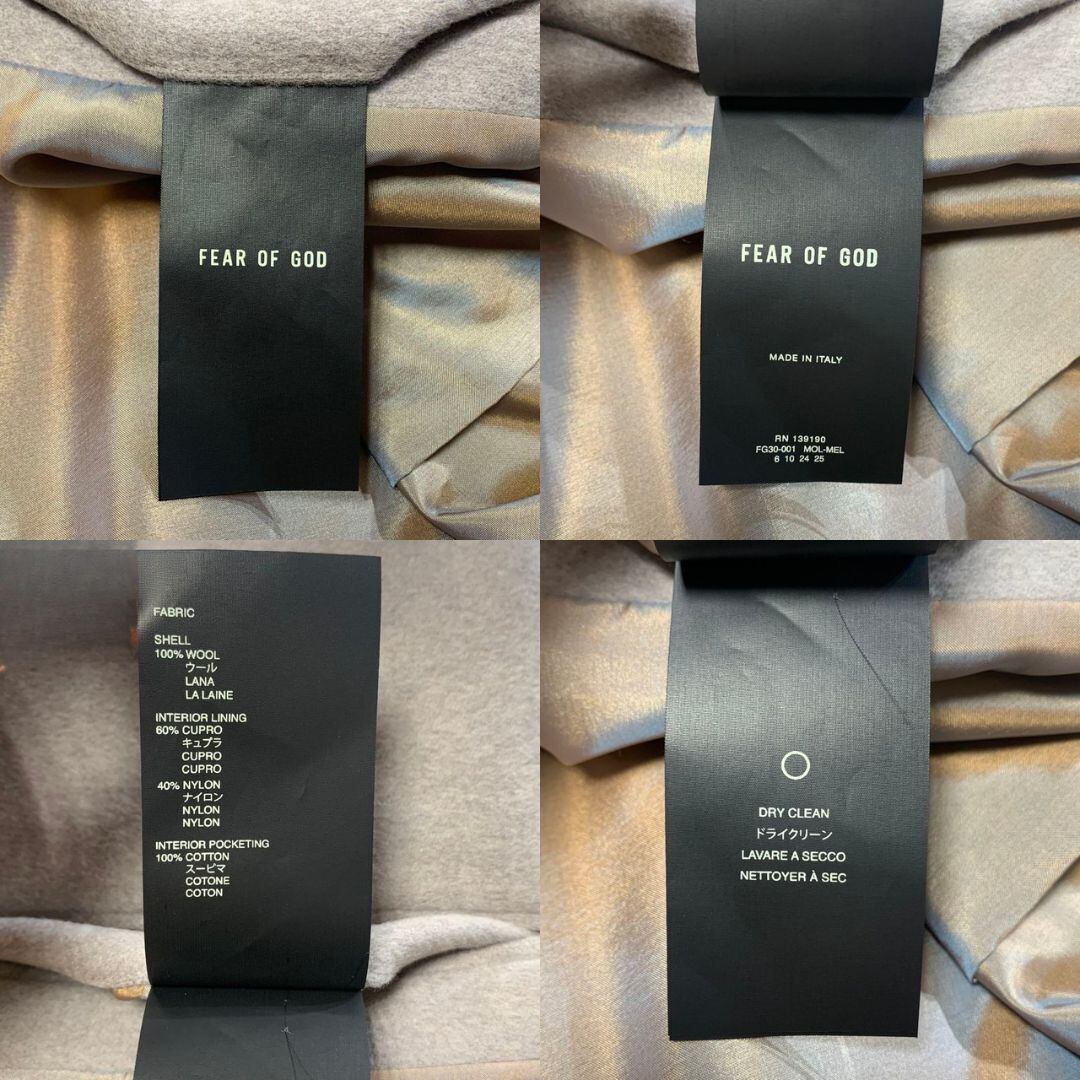 FEAR OF GOD
FEAR OF GOD
MADE IN ITALY
RN 139190
FG30-001 MOL-MEL
6 10 24 25
FABRIC
SHELL
100% WOOL
ウール
LANA
LA LAINE
INTERIOR LINING
60% CUPRO
キュプラ
CUPRO
CUPRO
40% NYLON
ナイロン
NYLON
NYLON
INTERIOR POCKETING
100% COTTON
スーピマ
COTONE
COTON
DRY CLEAN
ドライクリーン
LAVARE A SECCO
NETTOYER À SEC